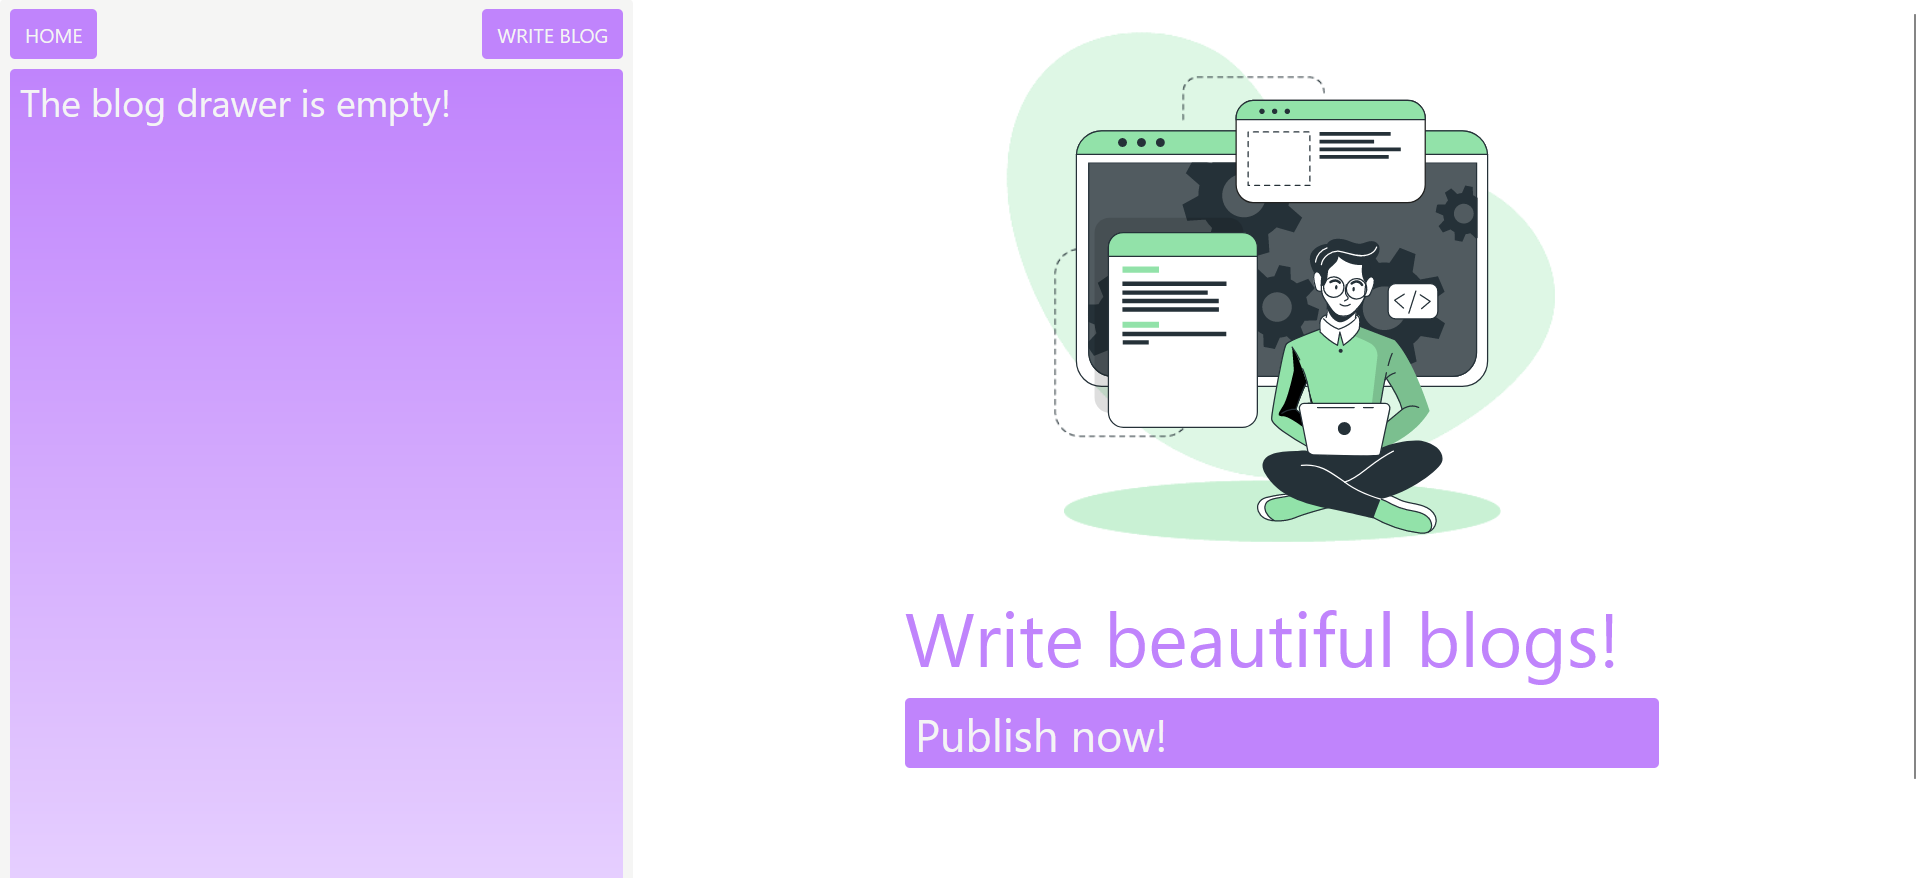 HOME
WRITE BLOG
The blog drawer is empty!
</>
Write beautiful blogs!
Publish now!